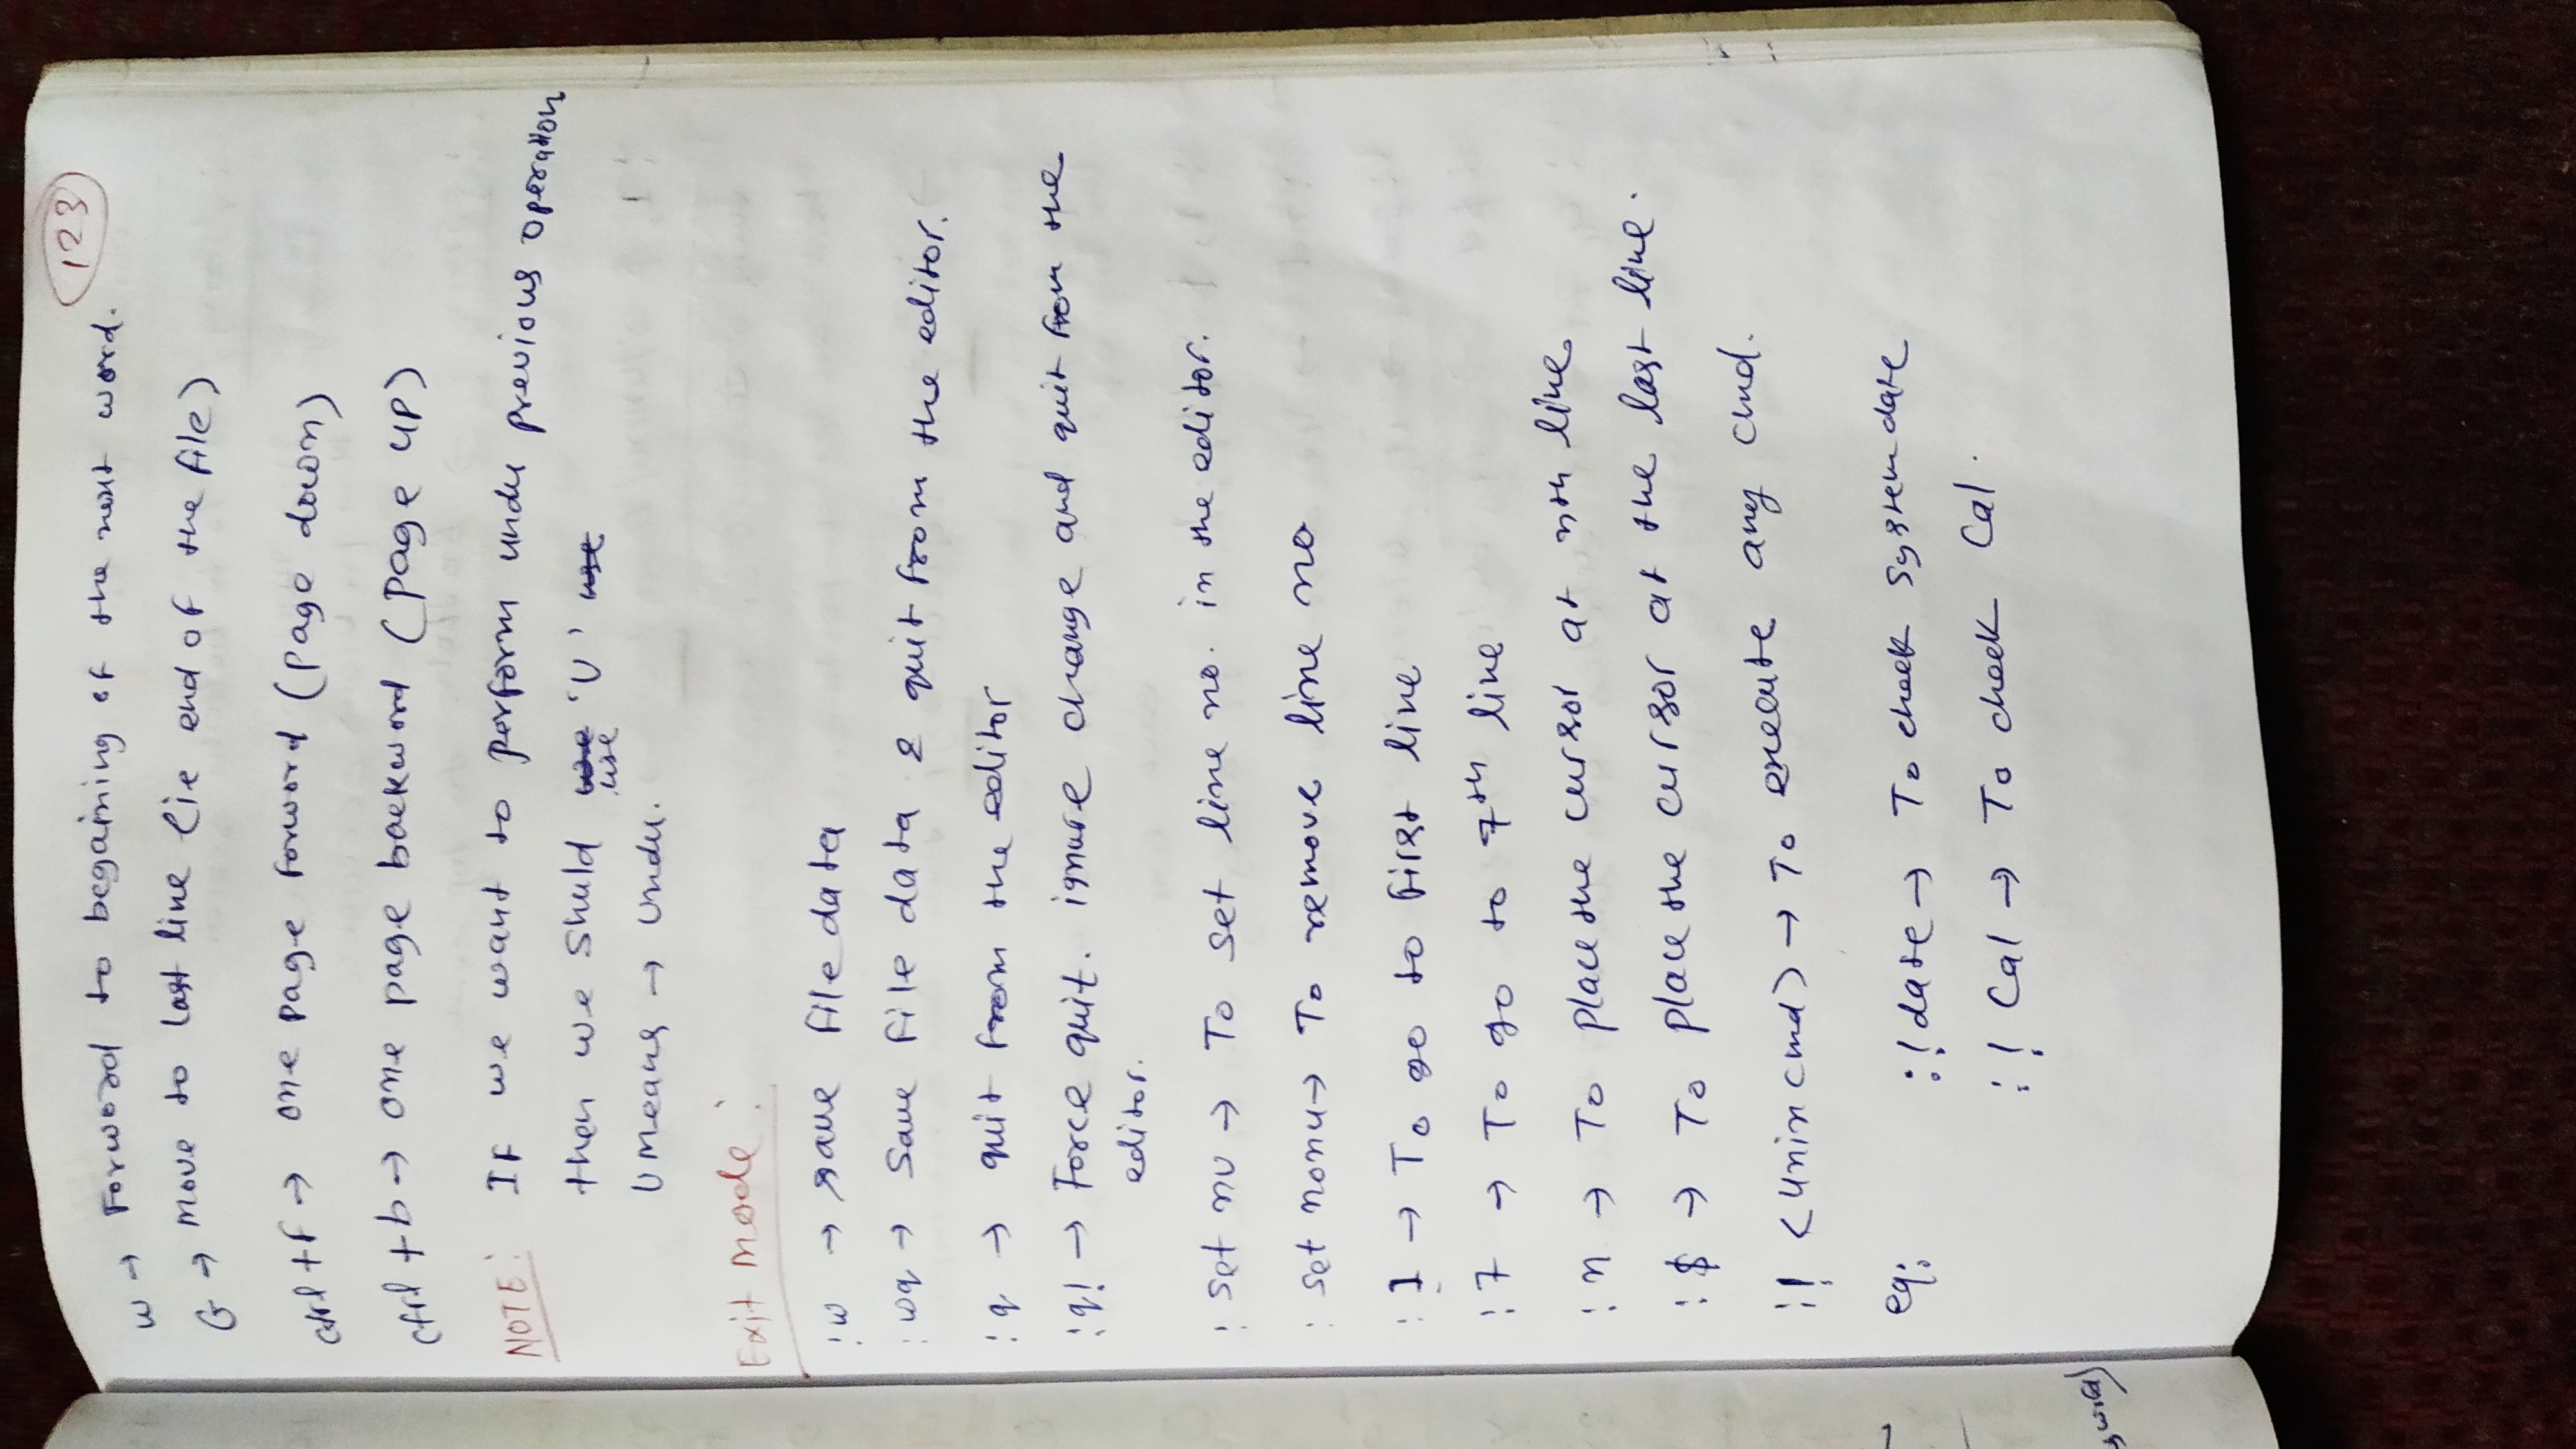 123
w → Forword to begaining of the next word.
G → Move to last line (ie end of the file)
ctrl + f → one page forword (page down)
ctrl + b → one page backword (page up)
NOTE: If we want to perform undu previous operation
then we Shuld use 'U'
U Means → Undu.
Exit Mode:
:w → save file data
:wq → Save file data & quit from the editor.
:q → quit from the editor
:q! → Force quit. ignore change and quit from the
editor.
:set nu → To set line no. in the editor.
:set nonu → To remove line no
:1 → To go to first line
:7 → To go to 7th line
:n → To place the cursor at nth line
:$ → To place the cursor at the last line.
:! <unix cmd> → To execute any cmd.
eg: :!date → To check system date
:! Cal → To check Cal.